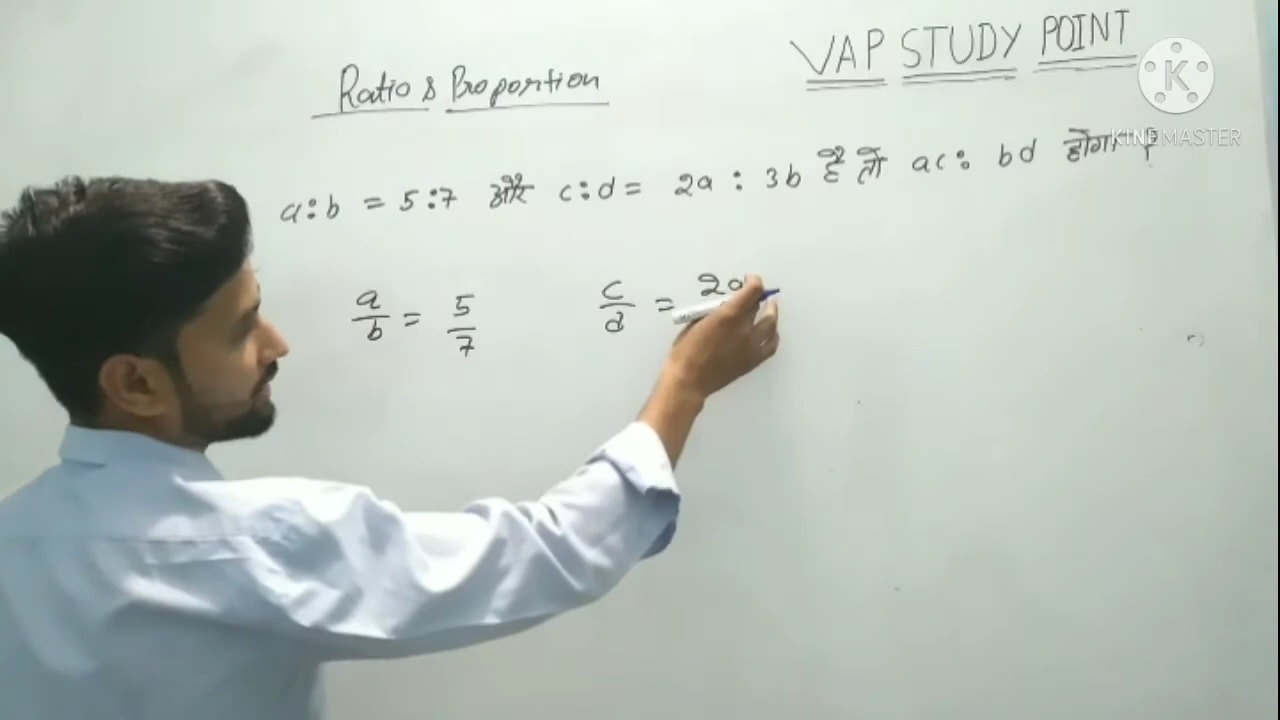 VAP STUDY POINT
Ratio & Proportion
KINEMASTER
a:b = 5:7 और c:d = 2a : 3b है तो ac: bd होगा ?
a/b = 5/7 c/d = 2a